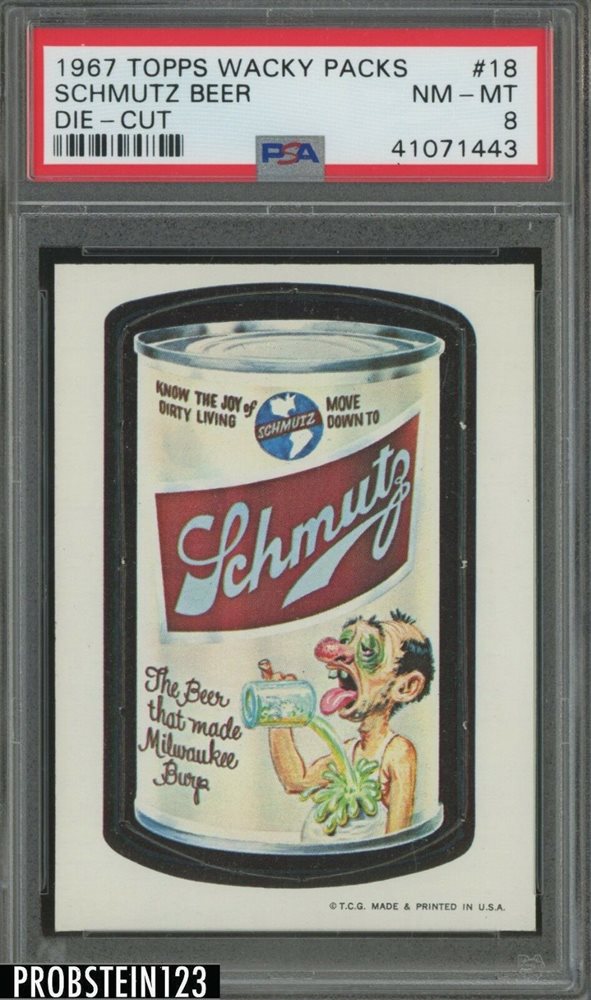 1967 TOPPS WACKY PACKS #18
SCHMUTZ BEER NM - MT
DIE - CUT 8
PSA 41071443
KNOW THE JOY of
DIRTY LIVING
SCHMUTZ
MOVE
DOWN TO
Schmutz
The Beer
that made
Milwaukee
Burp
© T.C.G. MADE & PRINTED IN U.S.A.
PROBSTEIN123